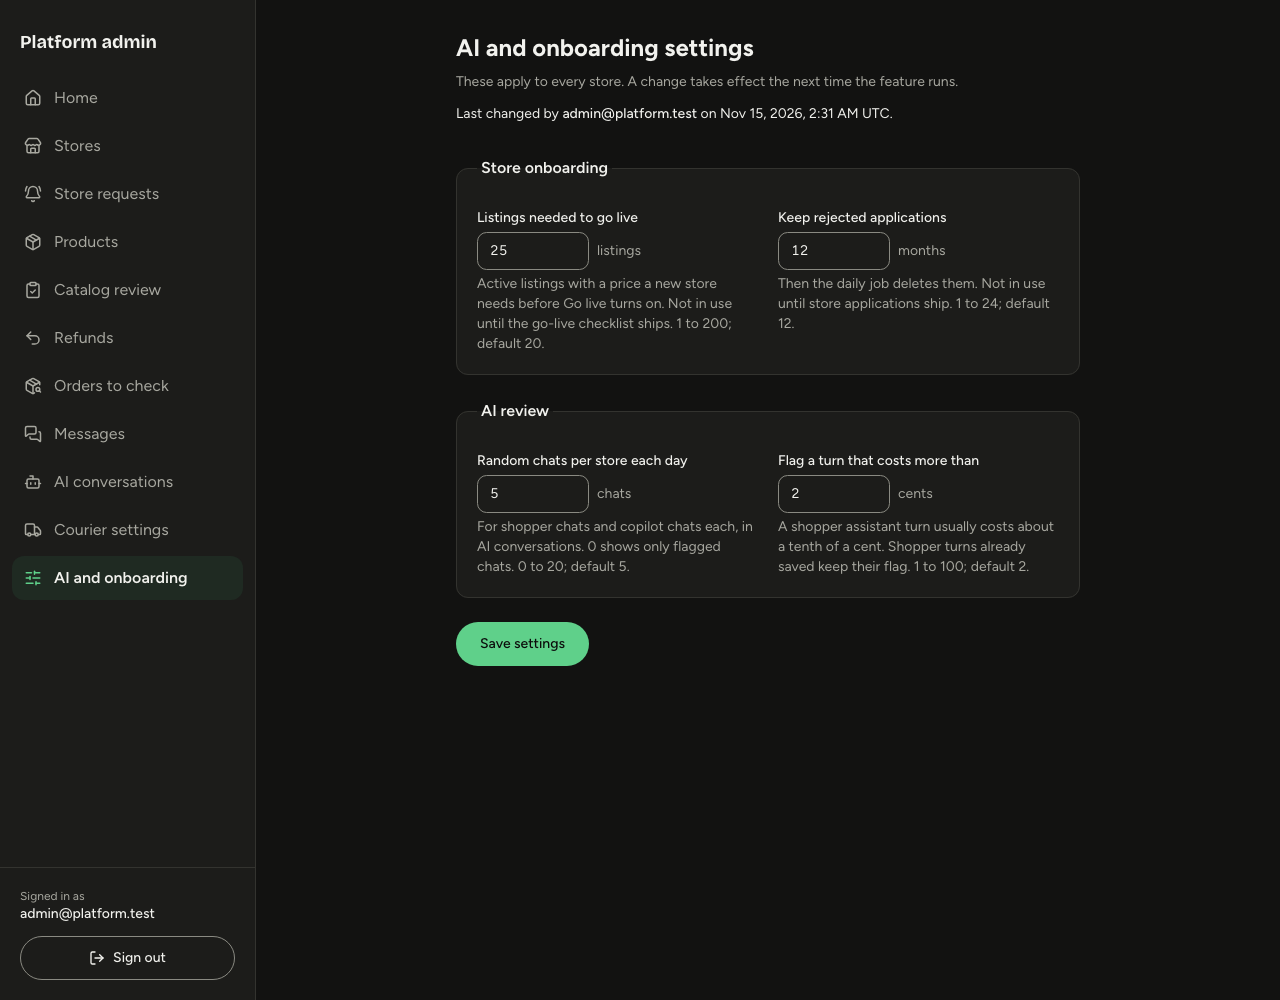 Platform admin
Home
Stores
Store requests
Products
Catalog review
Refunds
Orders to check
Messages
AI conversations
Courier settings
AI and onboarding
Signed in as
admin@platform.test
Sign out
AI and onboarding settings
These apply to every store. A change takes effect the next time the feature runs.
Last changed by admin@platform.test on Nov 15, 2026, 2:31 AM UTC.
Store onboarding
Listings needed to go live
25 listings
Active listings with a price a new store
needs before Go live turns on. Not in use
until the go-live checklist ships. 1 to 200;
default 20.
Keep rejected applications
12 months
Then the daily job deletes them. Not in use
until store applications ship. 1 to 24; default
12.
AI review
Random chats per store each day
5 chats
For shopper chats and copilot chats each, in
AI conversations. 0 shows only flagged
chats. 0 to 20; default 5.
Flag a turn that costs more than
2 cents
A shopper assistant turn usually costs about
a tenth of a cent. Shopper turns already
saved keep their flag. 1 to 100; default 2.
Save settings